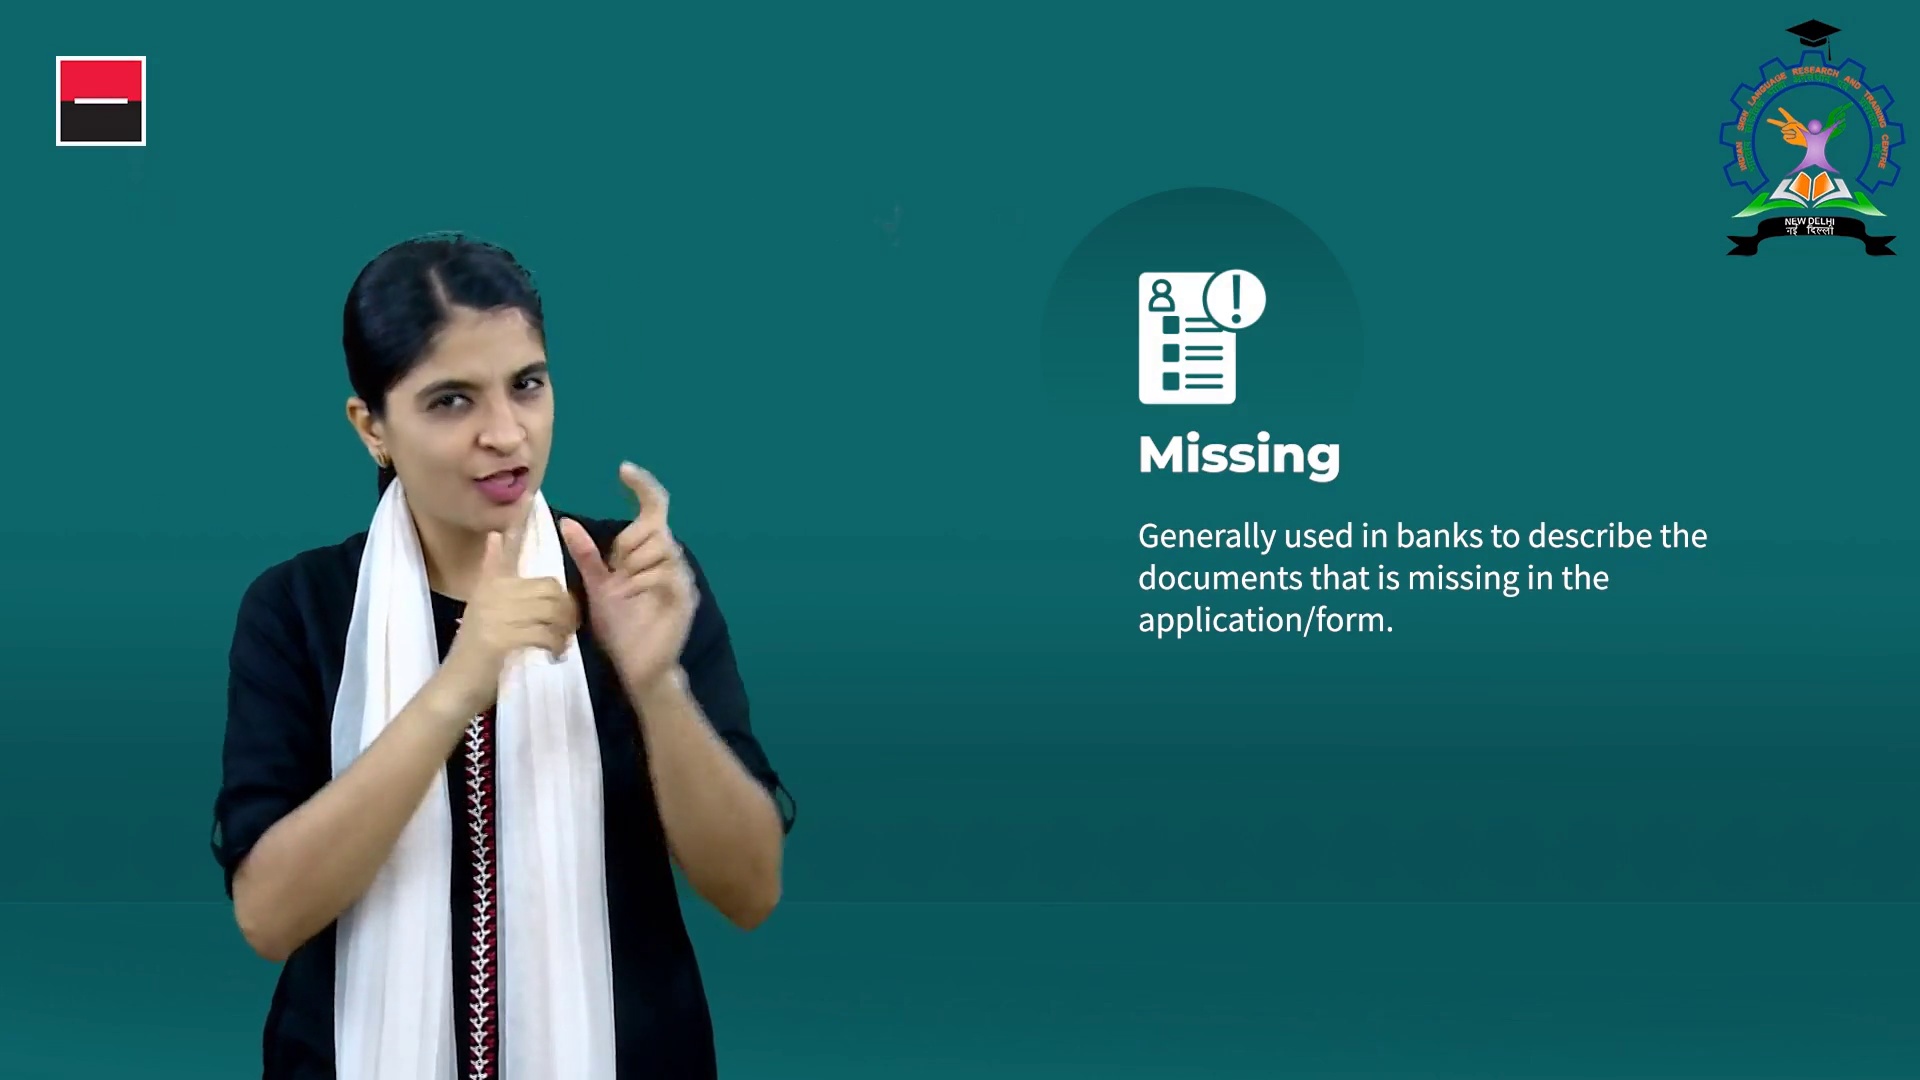 INDIAN SIGN LANGUAGE RESEARCH AND TRAINING CENTRE
NEW DELHI
नई दिल्ली
Missing
Generally used in banks to describe the
documents that is missing in the
application/form.